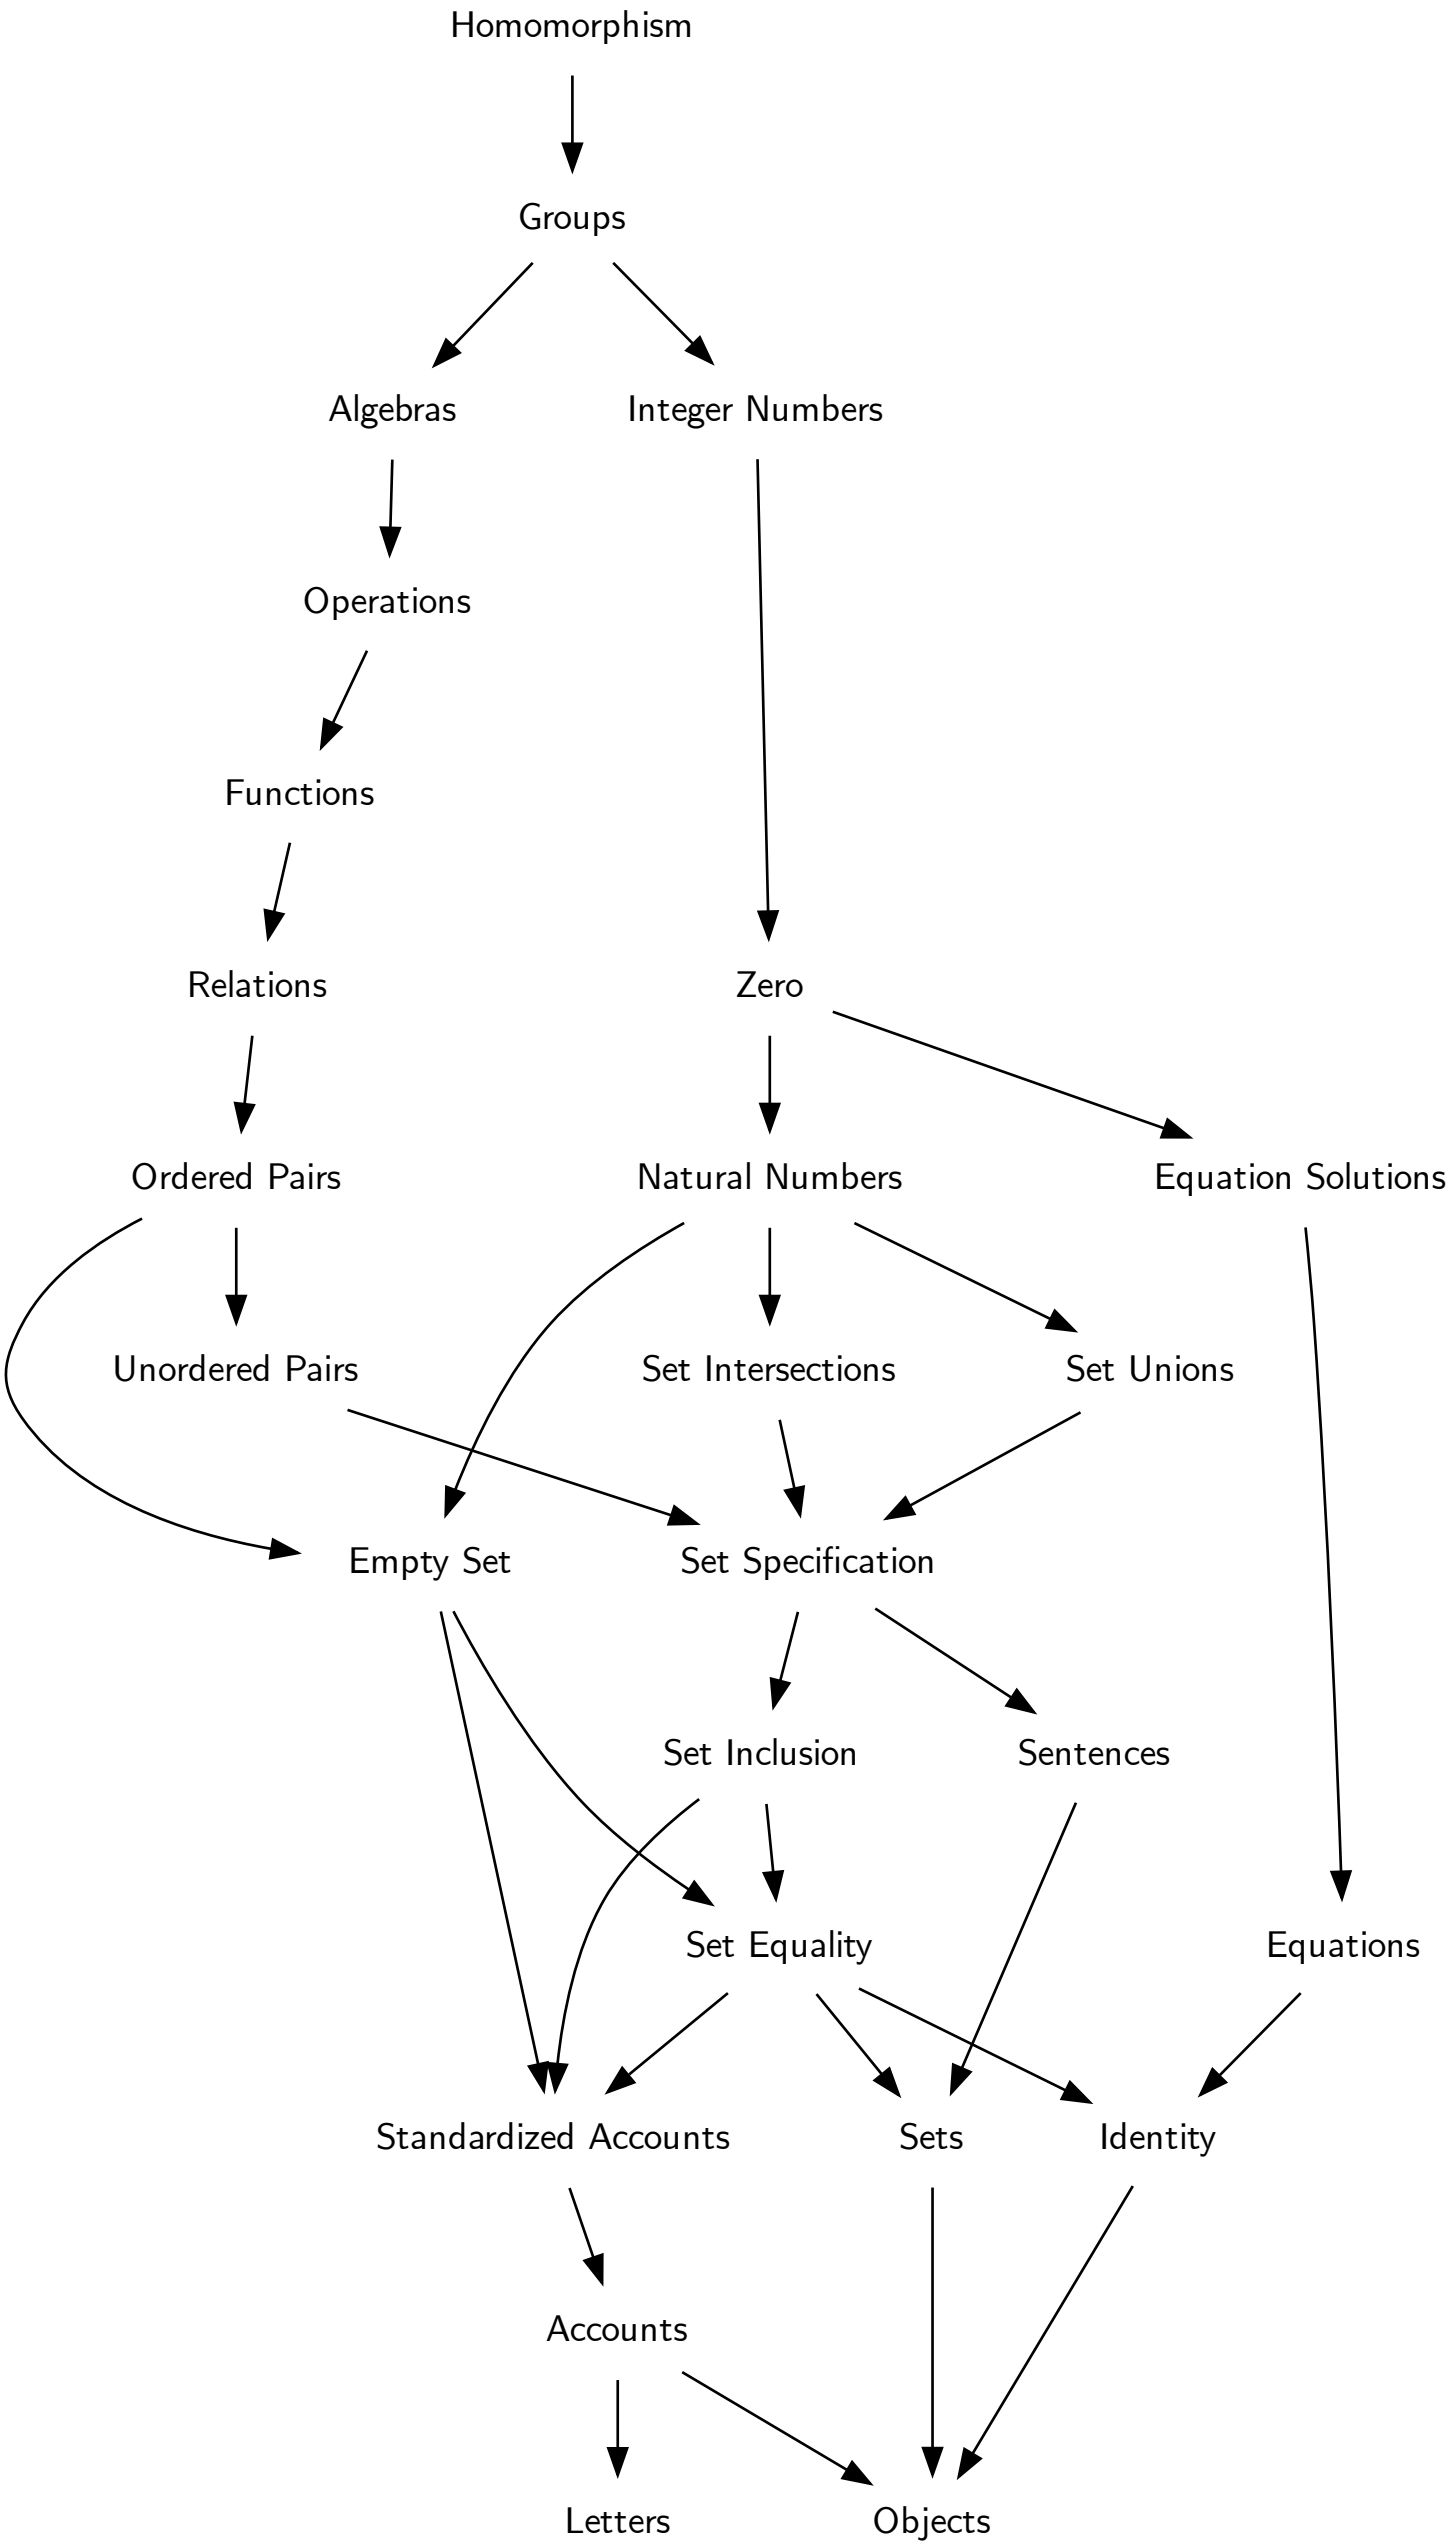 Homomorphism
Groups
Algebras
Integer Numbers
Operations
Functions
Relations
Zero
Ordered Pairs
Natural Numbers
Equation Solutions
Unordered Pairs
Set Intersections
Set Unions
Empty Set
Set Specification
Set Inclusion
Sentences
Set Equality
Equations
Standardized Accounts
Sets
Identity
Accounts
Letters
Objects